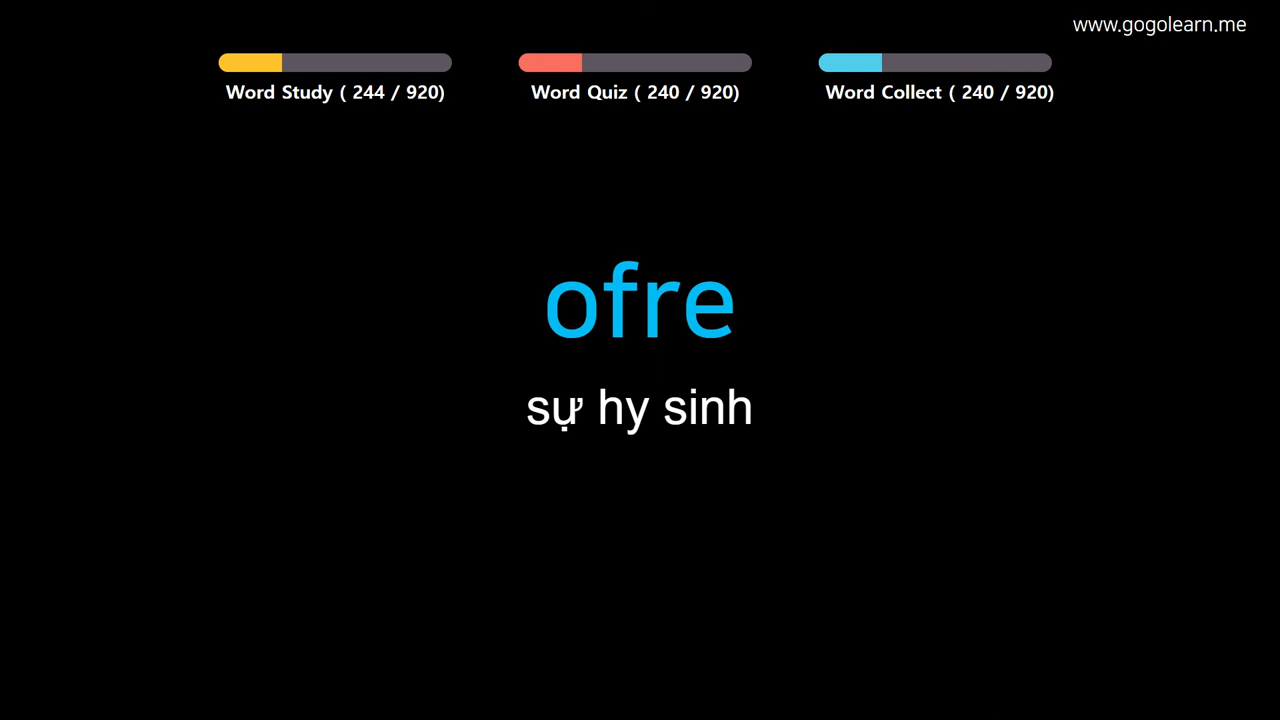 www.gogolearn.me
Word Study ( 244 / 920)
Word Quiz ( 240 / 920)
Word Collect ( 240 / 920)
ofre
sự hy sinh